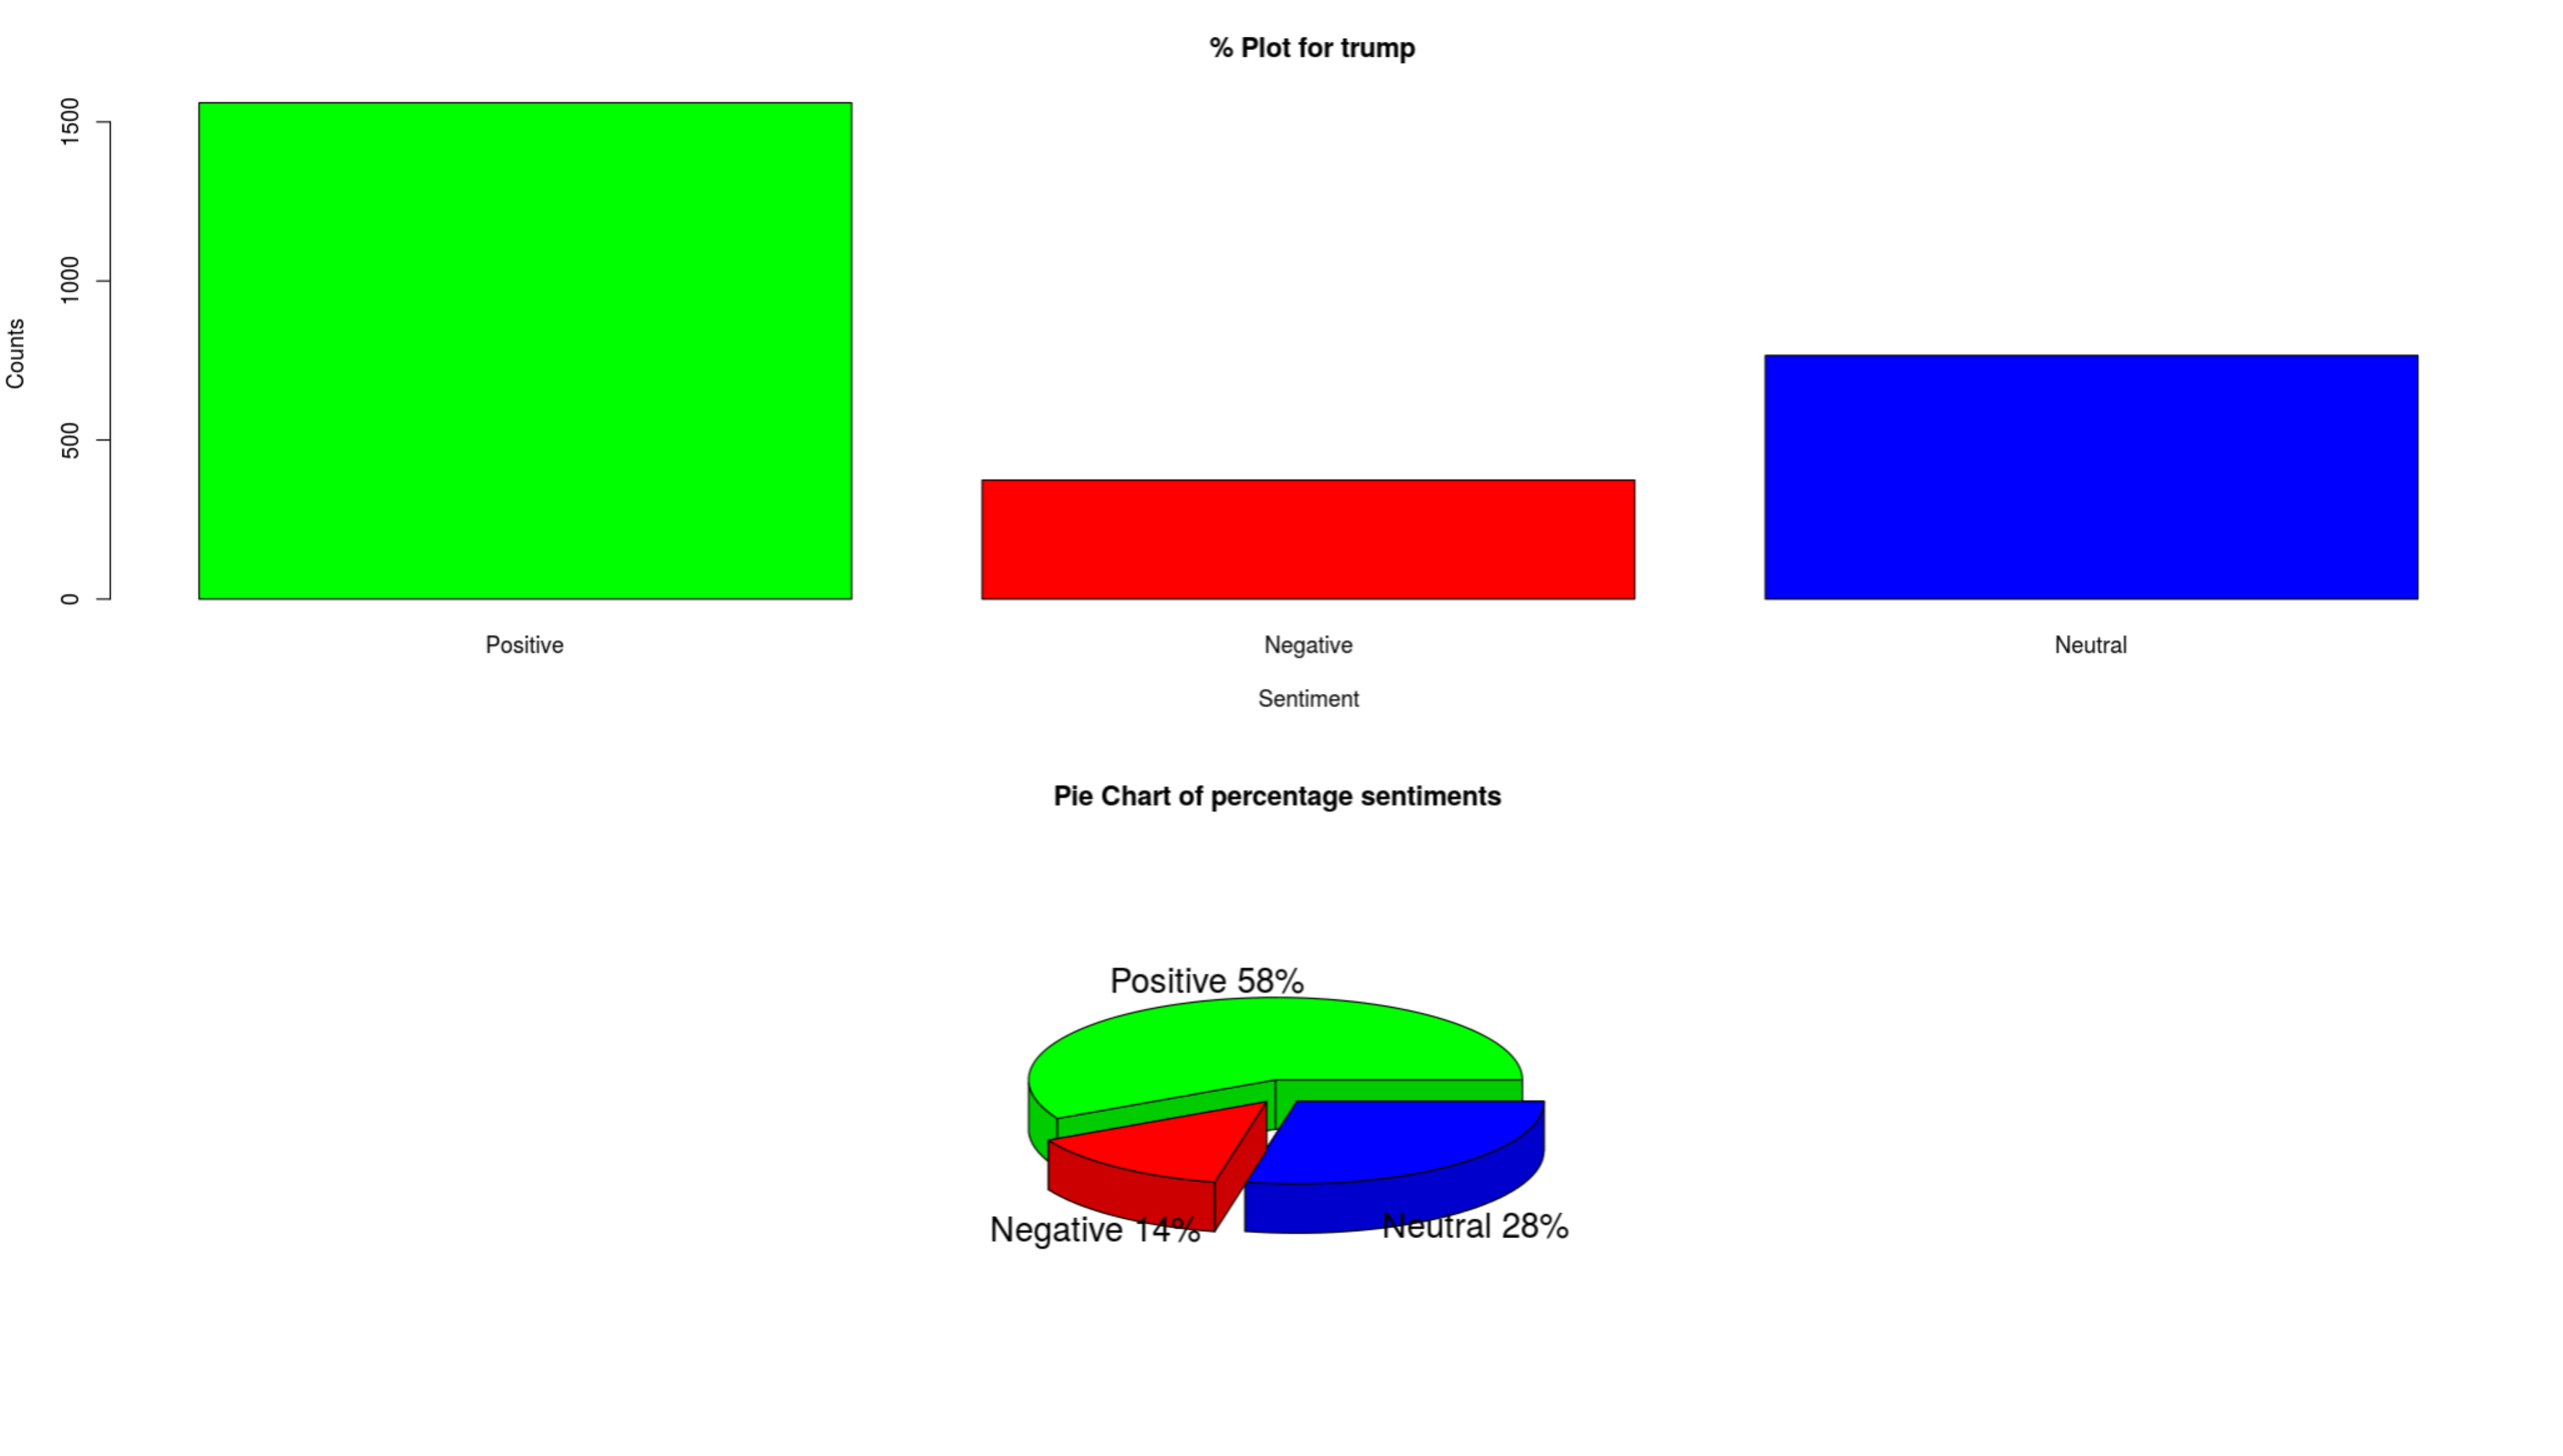 % Plot for trump
1500
1000
500
0
Counts
Positive
Negative
Neutral
Sentiment
Pie Chart of percentage sentiments
Positive 58%
Negative 14%
Neutral 28%